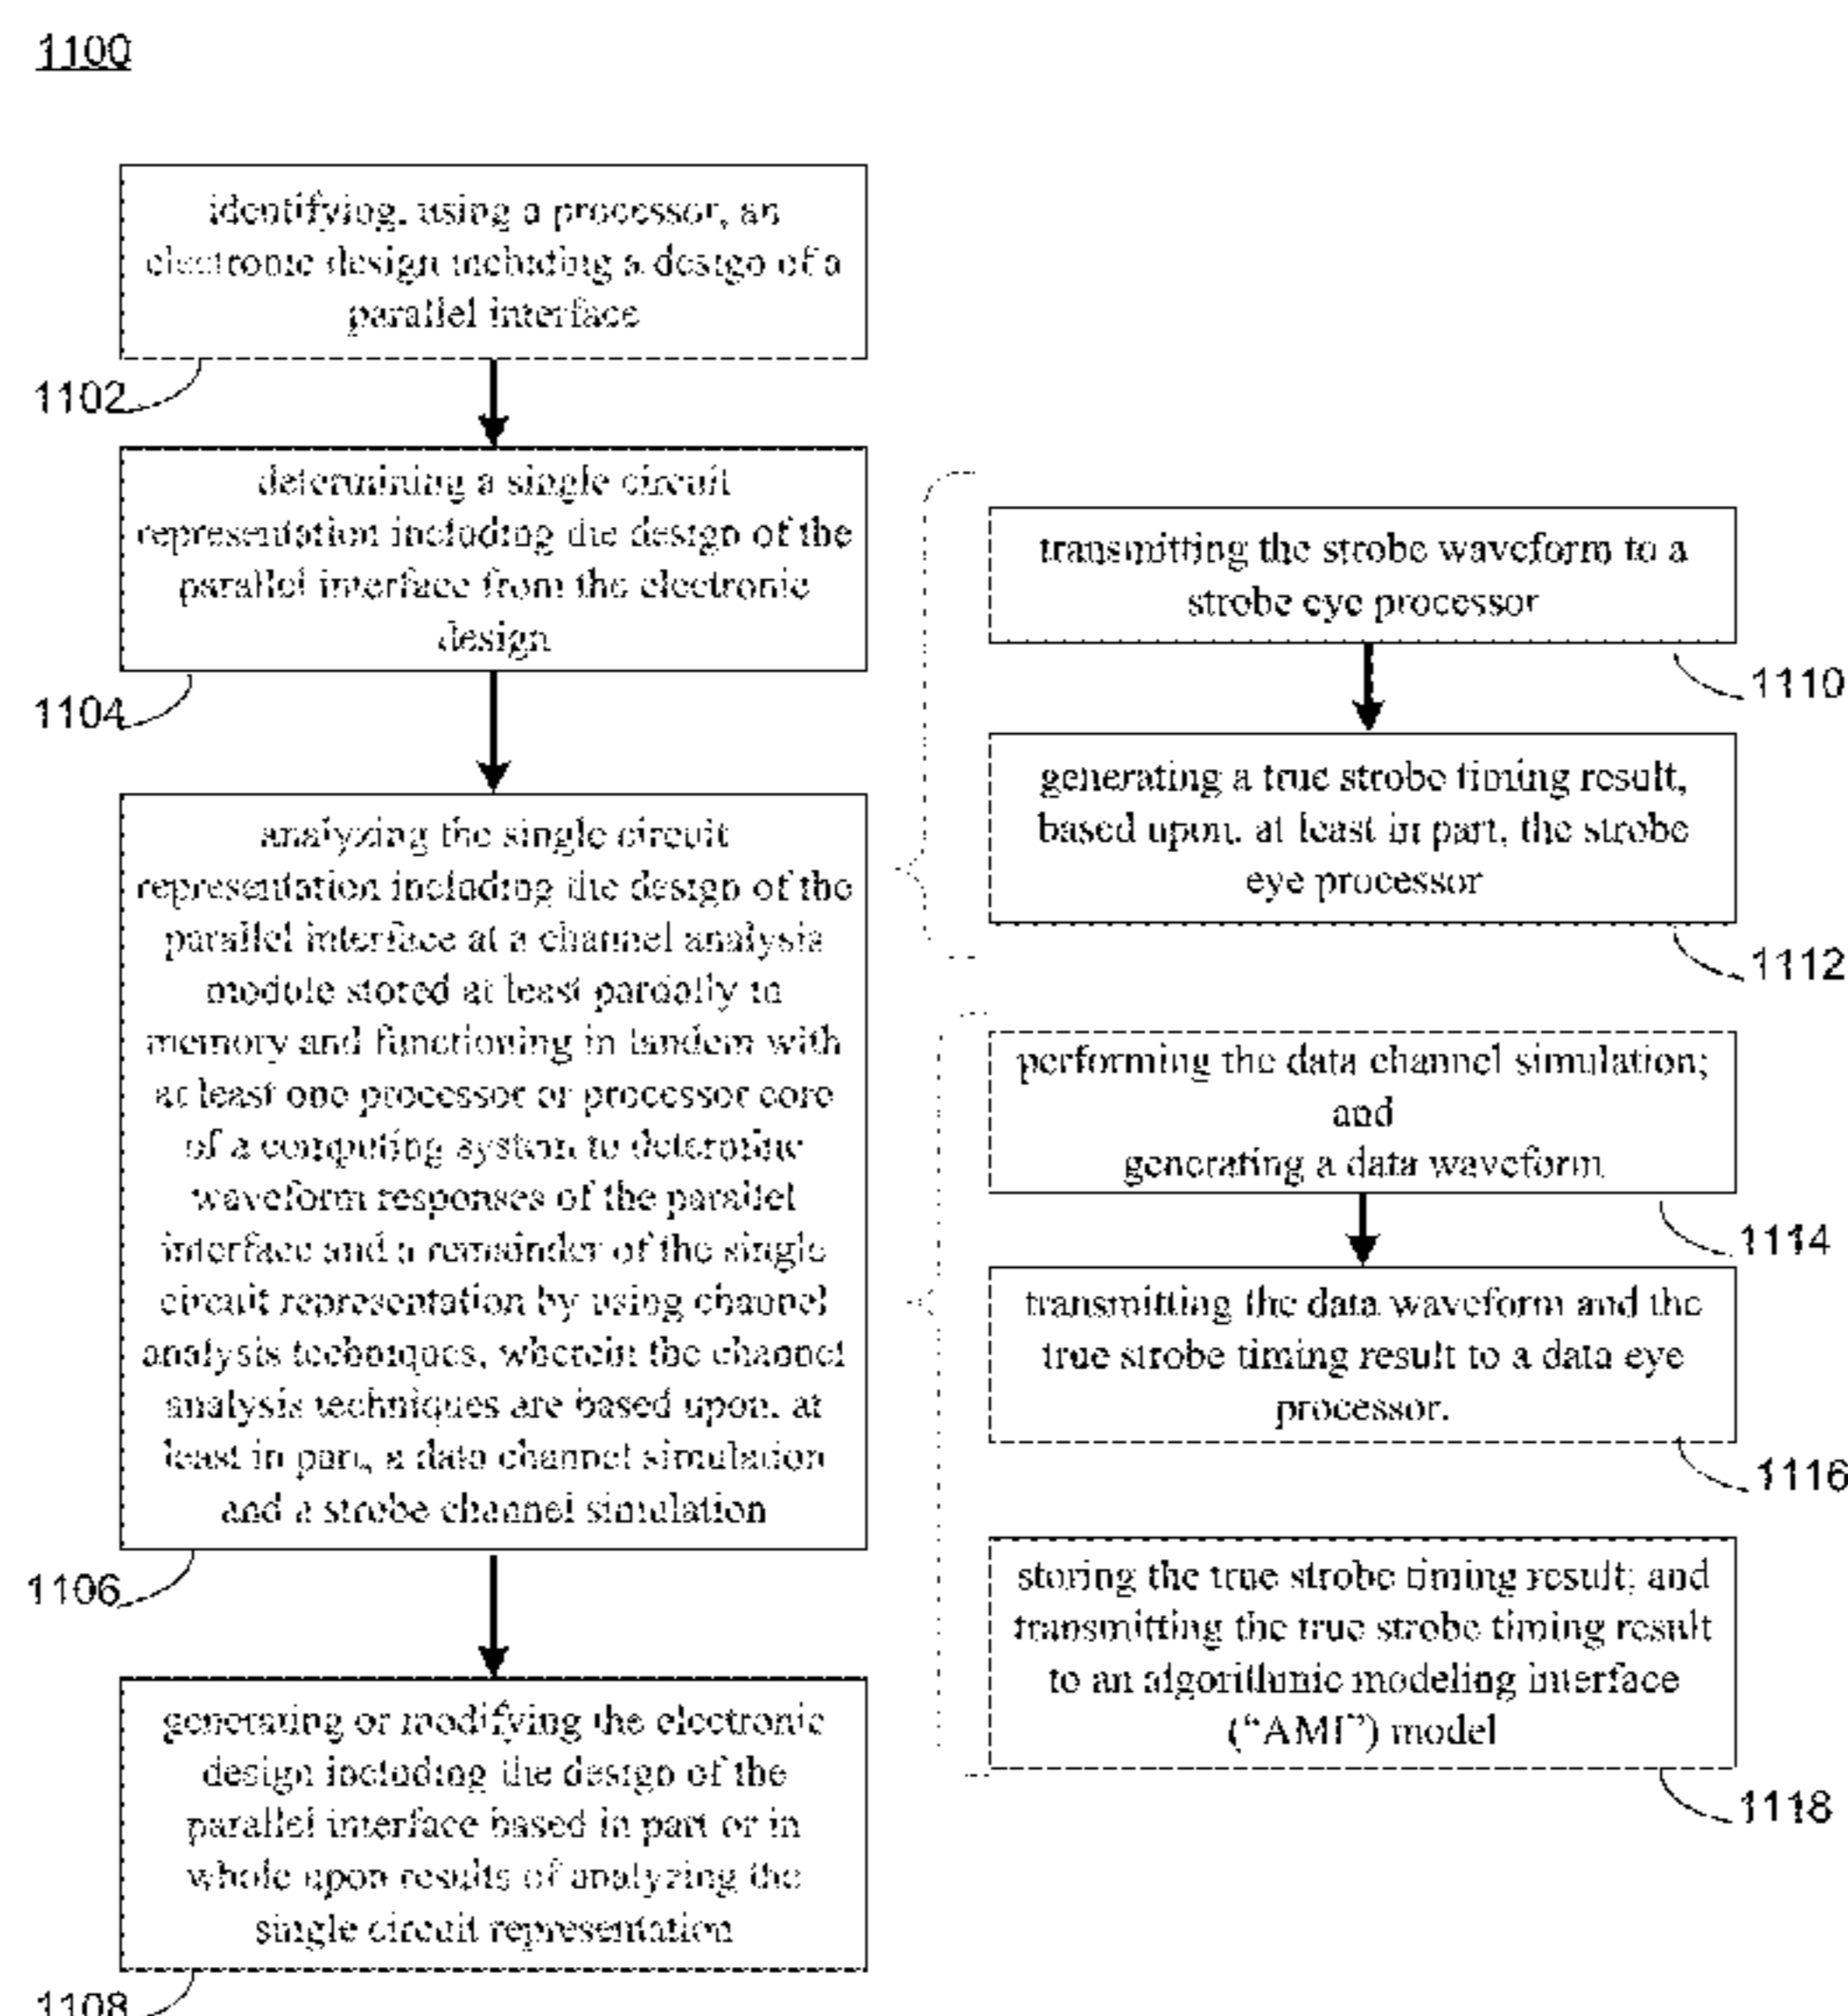 1100
identifying, using a processor, an
electronic design including a design of a
parallel interface
1102
determining a single circuit
representation including the design of the
parallel interface from the electronic
design
1104
analyzing the single circuit
representation including the design of the
parallel interface at a channel analysis
module stored at least partially in
memory and functioning in tandem with
at least one processor or processor core
of a computing system to determine
waveform responses of the parallel
interface and a remainder of the single
circuit representation by using channel
analysis techniques, wherein the channel
analysis techniques are based upon, at
least in part, a data channel simulation
and a strobe channel simulation
1106
generating or modifying the electronic
design including the design of the
parallel interface based in part or in
whole upon results of analyzing the
single circuit representation
1108
transmitting the strobe waveform to a
strobe eye processor
1110
generating a true strobe timing result,
based upon, at least in part, the strobe
eye processor
1112
performing the data channel simulation;
and
generating a data waveform
1114
transmitting the data waveform and the
true strobe timing result to a data eye
processor.
1116
storing the true strobe timing result; and
transmitting the true strobe timing result
to an algorithmic modeling interface
(“AMI”) model
1118